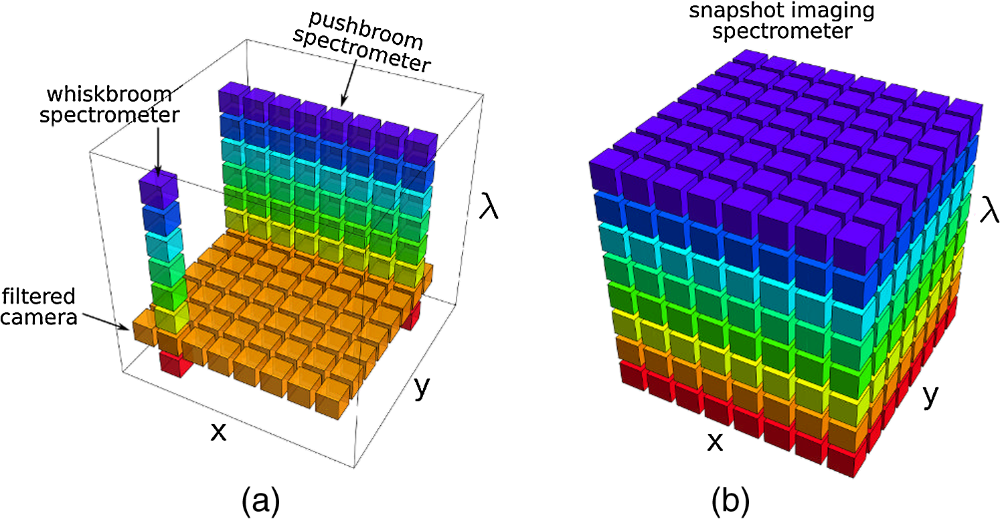 pushbroom
spectrometer
whiskbroom
spectrometer
filtered
camera
λ
y
x
(a)
snapshot imaging
spectrometer
λ
y
x
(b)